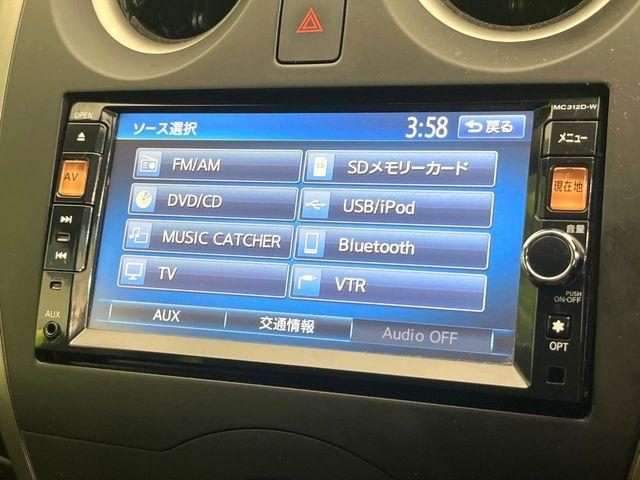 OPEN
MC312D-W
ソース選択
3:58
戻る
メニュー
AV
FM/AM
SDメモリーカード
現在地
DVD/CD
USB/iPod
音量
MUSIC CATCHER
Bluetooth
TV
VTR
PUSH
ON-OFF
AUX
AUX
交通情報
Audio OFF
OPT